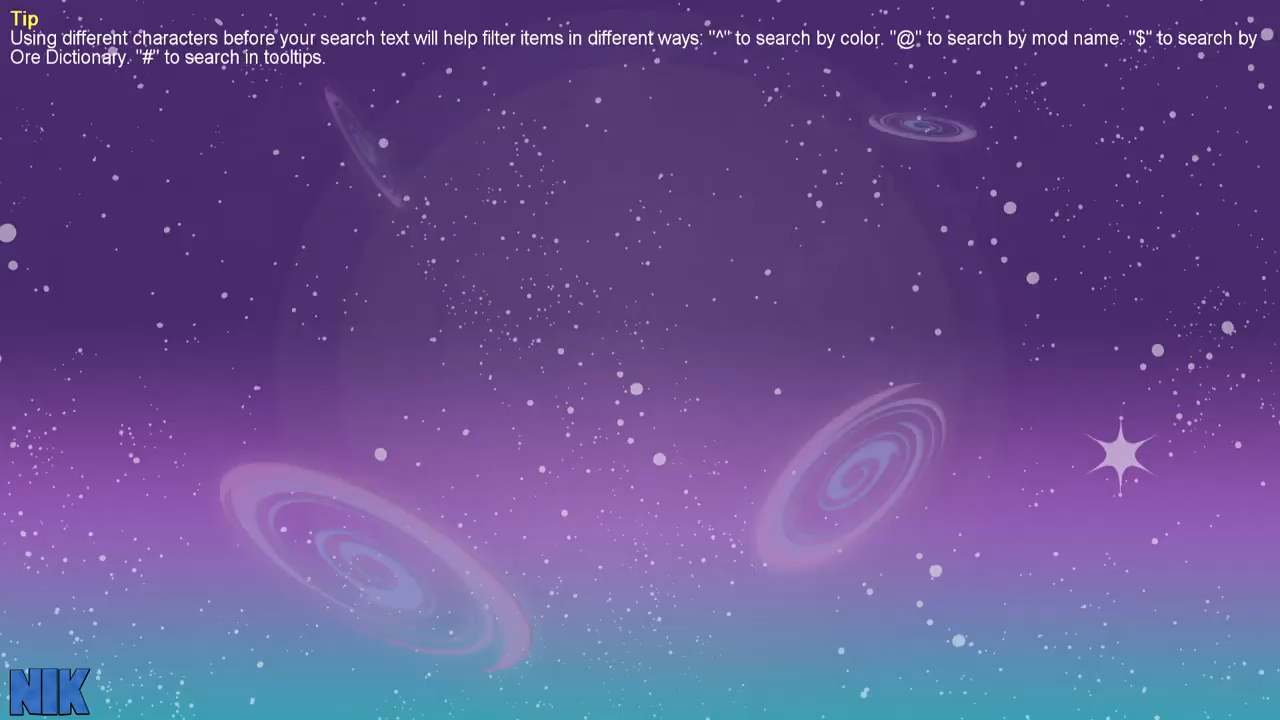 Tip
Using different characters before your search text will help filter items in different ways: "^" to search by color. "@" to search by mod name. "$" to search by
Ore Dictionary. "#" to search in tooltips.
NIK